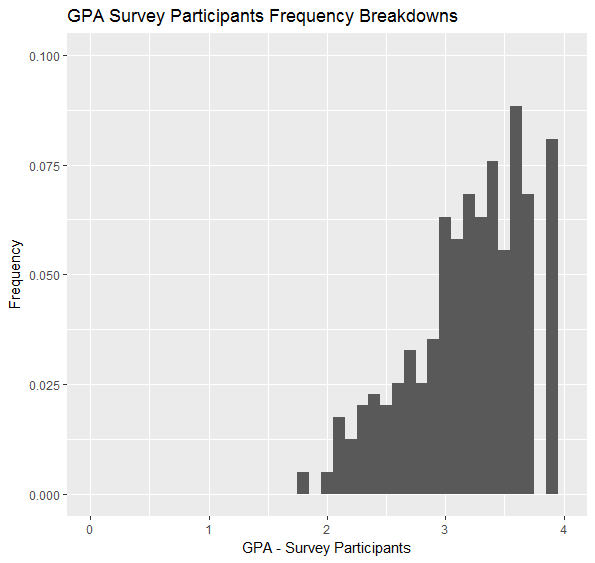 GPA Survey Participants Frequency Breakdowns
0.100
0.075
0.050
0.025
0.000
Frequency
0 1 2 3 4
GPA - Survey Participants